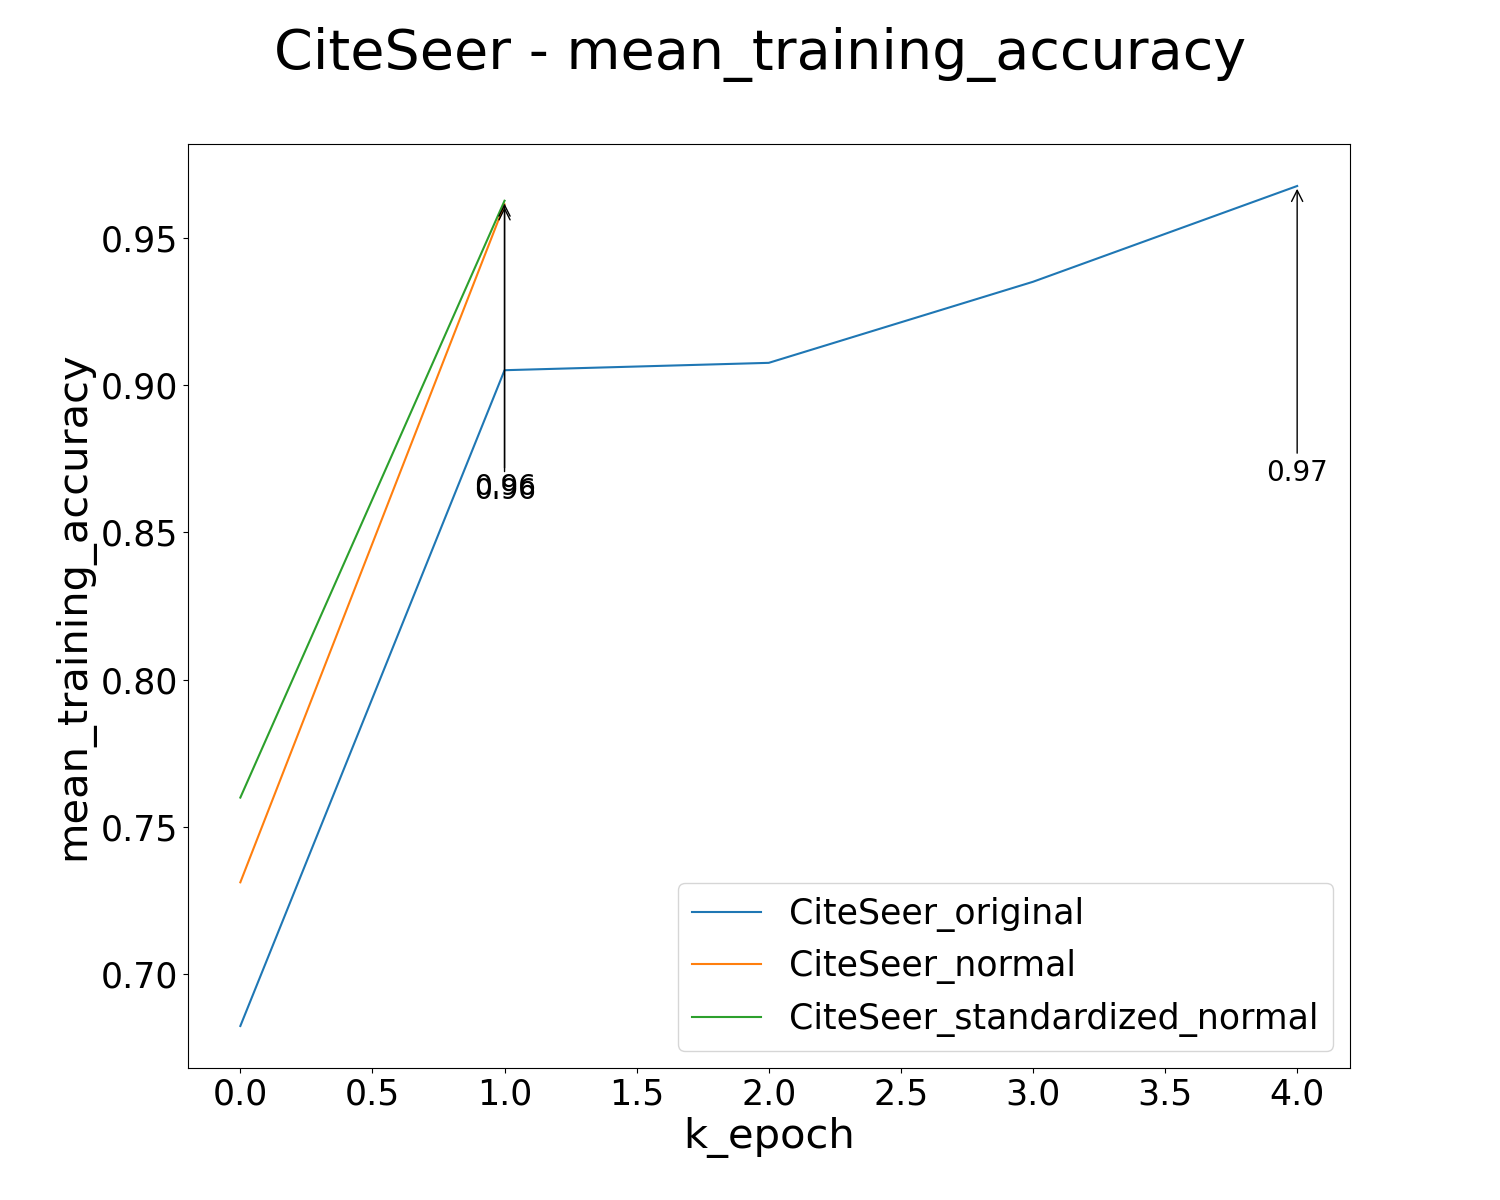 CiteSeer - mean_training_accuracy
mean_training_accuracy
0.95
0.90
0.85
0.80
0.75
0.70
0.96
0.96
0.97
CiteSeer_original
CiteSeer_normal
CiteSeer_standardized_normal
0.0 0.5 1.0 1.5 2.0 2.5 3.0 3.5 4.0
k_epoch